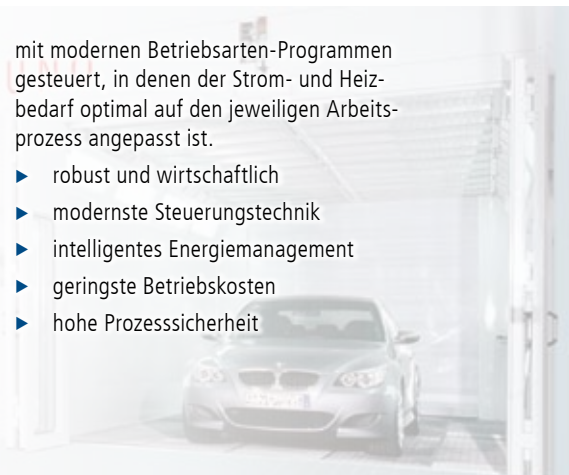 mit modernen Betriebsarten-Programmen
gesteuert, in denen der Strom- und Heiz-
bedarf optimal auf den jeweiligen Arbeits-
prozess angepasst ist.
▶ robust und wirtschaftlich
▶ modernste Steuerungstechnik
▶ intelligentes Energiemanagement
▶ geringste Betriebskosten
▶ hohe Prozesssicherheit